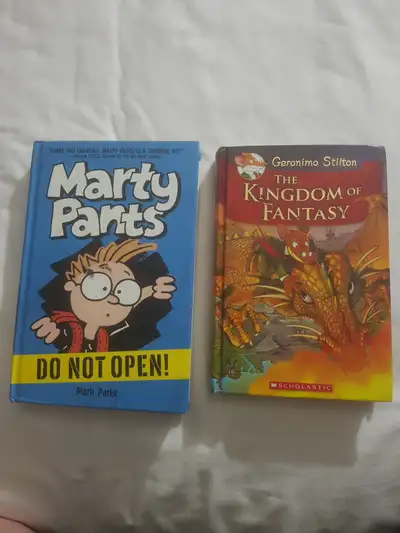 Marty
Pants
DO NOT OPEN!
Mark Parisi
Geronimo Stilton
THE
KINGDOM OF
FANTASY
SCHOLASTIC